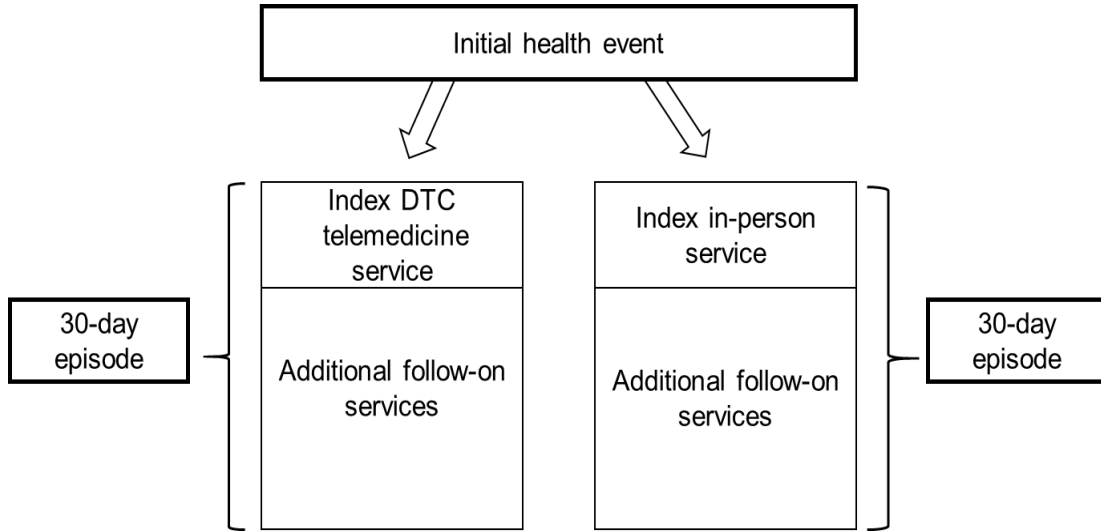 Initial health event
Index DTC
telemedicine
service
Index in-person
service
30-day
episode
Additional follow-on
services
Additional follow-on
services
30-day
episode